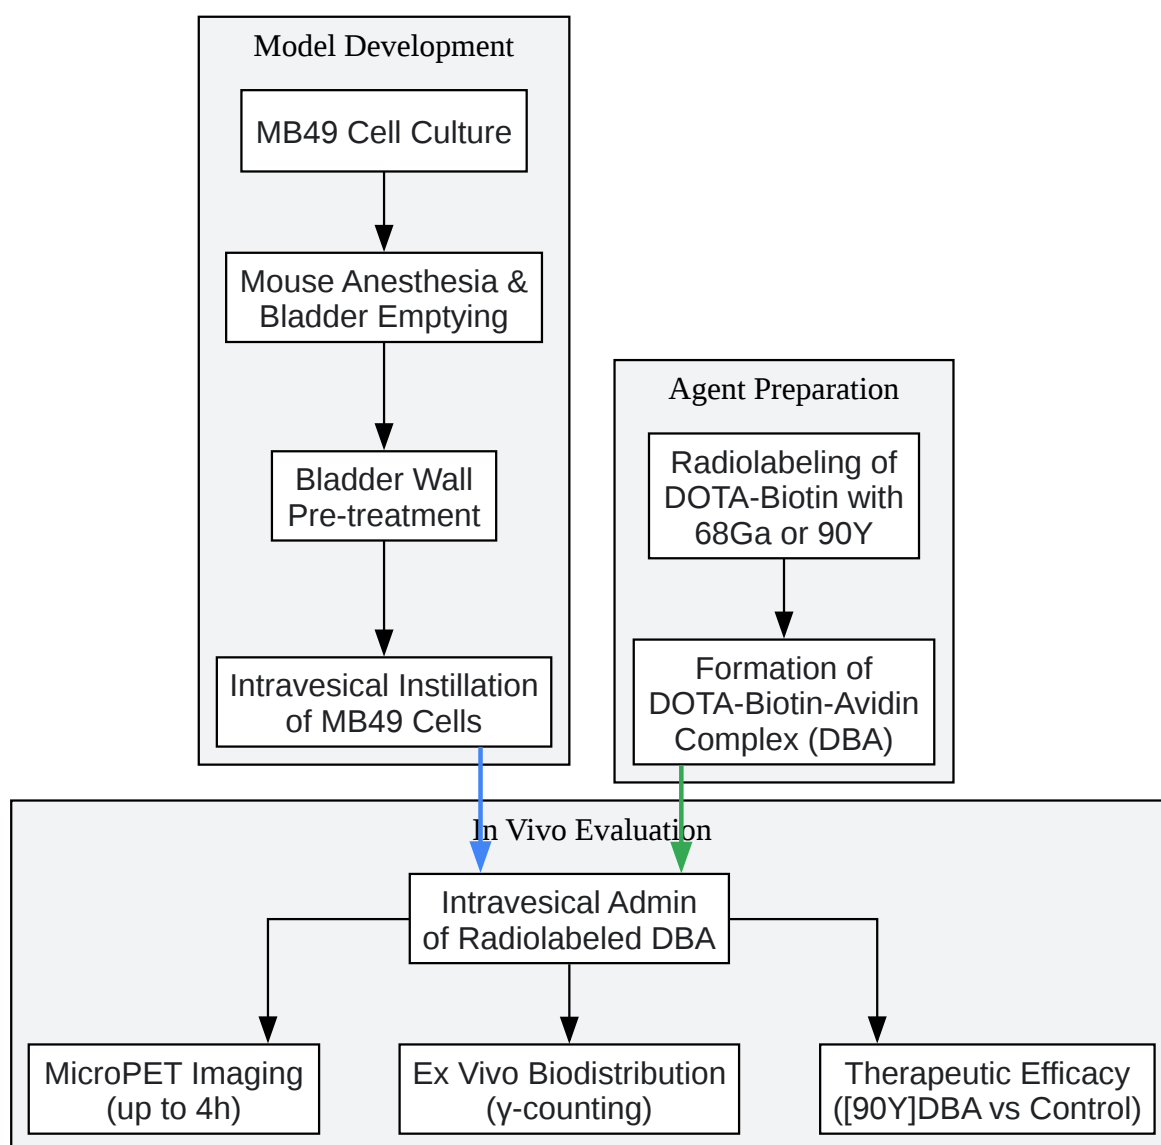 Model Development
MB49 Cell Culture
Mouse Anesthesia &
Bladder Emptying
Bladder Wall
Pre-treatment
Intravesical Instillation
of MB49 Cells
Agent Preparation
Radiolabeling of
DOTA-Biotin with
68Ga or 90Y
Formation of
DOTA-Biotin-Avidin
Complex (DBA)
In Vivo Evaluation
Intravesical Admin
of Radiolabeled DBA
MicroPET Imaging
(up to 4h)
Ex Vivo Biodistribution
(γ-counting)
Therapeutic Efficacy
([90Y]DBA vs Control)